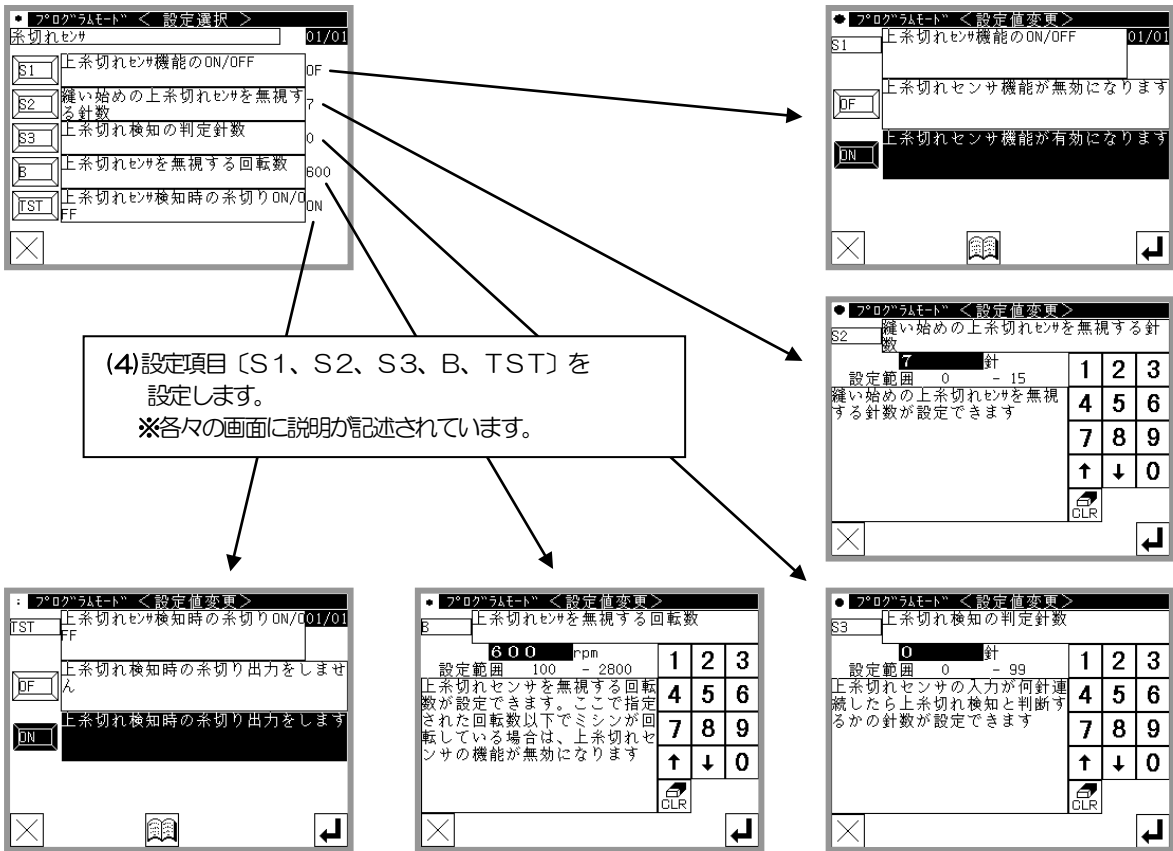 ﾌﾟﾛｸﾞﾗﾑﾓｰﾄﾞ ＜ 設定選択 ＞
糸切れｾﾝｻ 01/01
S1 上糸切れｾﾝｻ機能のON/OFF OF
S2 縫い始めの上糸切れｾﾝｻを無視す
る針数 7
S3 上糸切れ検知の判定針数 0
B 上糸切れｾﾝｻを無視する回転数 600
TST 上糸切れｾﾝｻ検知時の糸切りON/O
FF ON
ﾌﾟﾛｸﾞﾗﾑﾓｰﾄﾞ ＜設定値変更＞
S1 上糸切れｾﾝｻ機能のON/OFF 01/01
OF 上糸切れセンサ機能が無効になります
ON 上糸切れセンサ機能が有効になります
(4)設定項目〔S1、S2、S3、B、TST〕を
設定します。
※各々の画面に説明が記述されています。
ﾌﾟﾛｸﾞﾗﾑﾓｰﾄﾞ ＜設定値変更＞
S2 縫い始めの上糸切れｾﾝｻを無視する針
数
7 針
設定範囲 0 - 15
縫い始めの上糸切れｾﾝｻを無視
する針数が設定できます
1 2 3
4 5 6
7 8 9
↑ ↓ 0
CLR
ﾌﾟﾛｸﾞﾗﾑﾓｰﾄﾞ ＜設定値変更＞
TST 上糸切れｾﾝｻ検知時の糸切りON/O 01/01
FF
OF 上糸切れ検知時の糸切り出力をしませ
ん
ON 上糸切れ検知時の糸切り出力をします
ﾌﾟﾛｸﾞﾗﾑﾓｰﾄﾞ ＜設定値変更＞
B 上糸切れｾﾝｻを無視する回転数
600 rpm
設定範囲 100 - 2800
上糸切れセンサを無視する回転
数が設定できます。ここで指定
された回転数以下でミシンが回
転している場合は、上糸切れセ
ンサの機能が無効になります
1 2 3
4 5 6
7 8 9
↑ ↓ 0
CLR
ﾌﾟﾛｸﾞﾗﾑﾓｰﾄﾞ ＜設定値変更＞
S3 上糸切れ検知の判定針数
0 針
設定範囲 0 - 99
上糸切れセンサの入力が何針連
続したら上糸切れ検知と判断す
るかの針数が設定できます
1 2 3
4 5 6
7 8 9
↑ ↓ 0
CLR